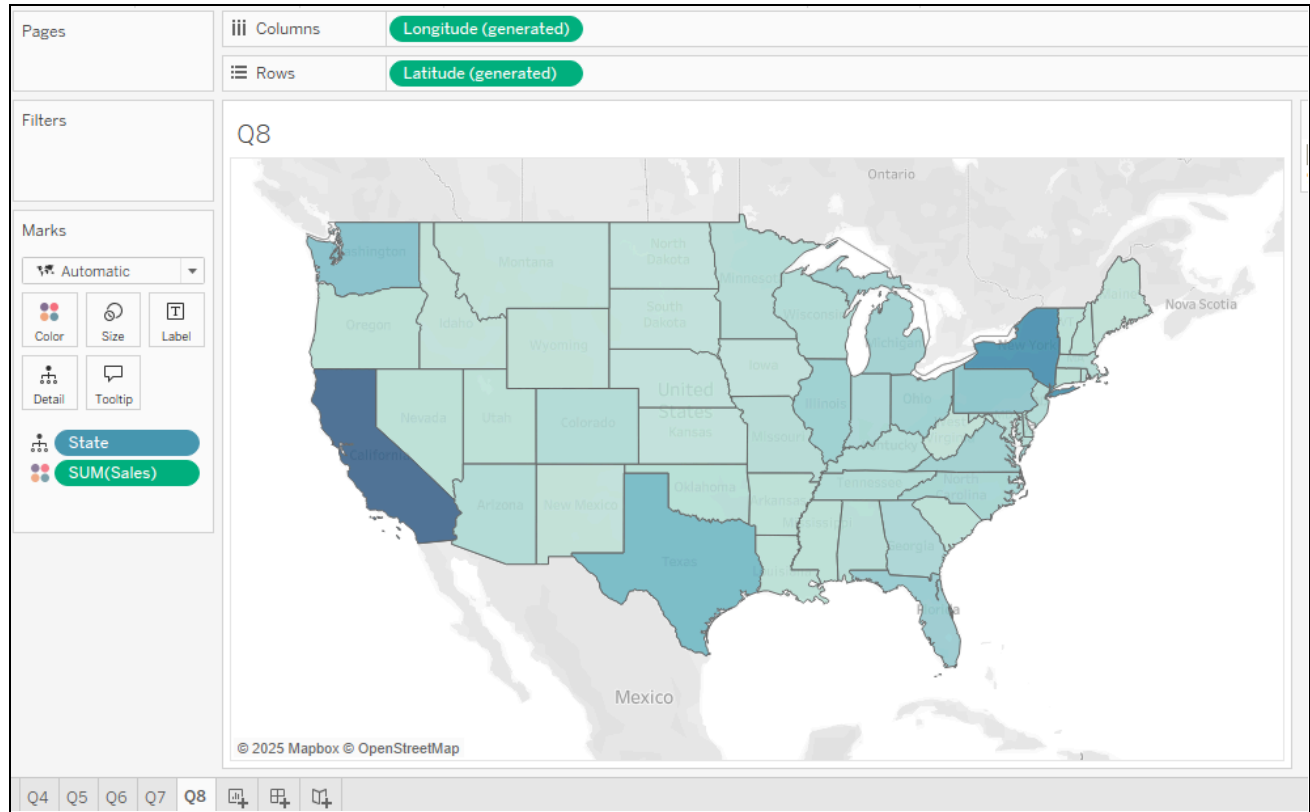 Pages
Columns
Longitude (generated)
Rows
Latitude (generated)
Filters
Marks
Automatic
Color
Size
Label
Detail
Tooltip
State
SUM(Sales)
Q8
Ontario
Nova Scotia
Washington
Montana
North
Dakota
Minnesota
Oregon
Idaho
South
Dakota
Wisconsin
Michigan
New York
Maine
Wyoming
Iowa
Nevada
Utah
Colorado
United
States
Kansas
Missouri
Illinois
Ohio
West
Virginia
Kentucky
California
Arizona
New Mexico
Oklahoma
Arkansas
Tennessee
North
Carolina
Mississippi
Georgia
Texas
Florida
Mexico
© 2025 Mapbox © OpenStreetMap
Q4 Q5 Q6 Q7 Q8